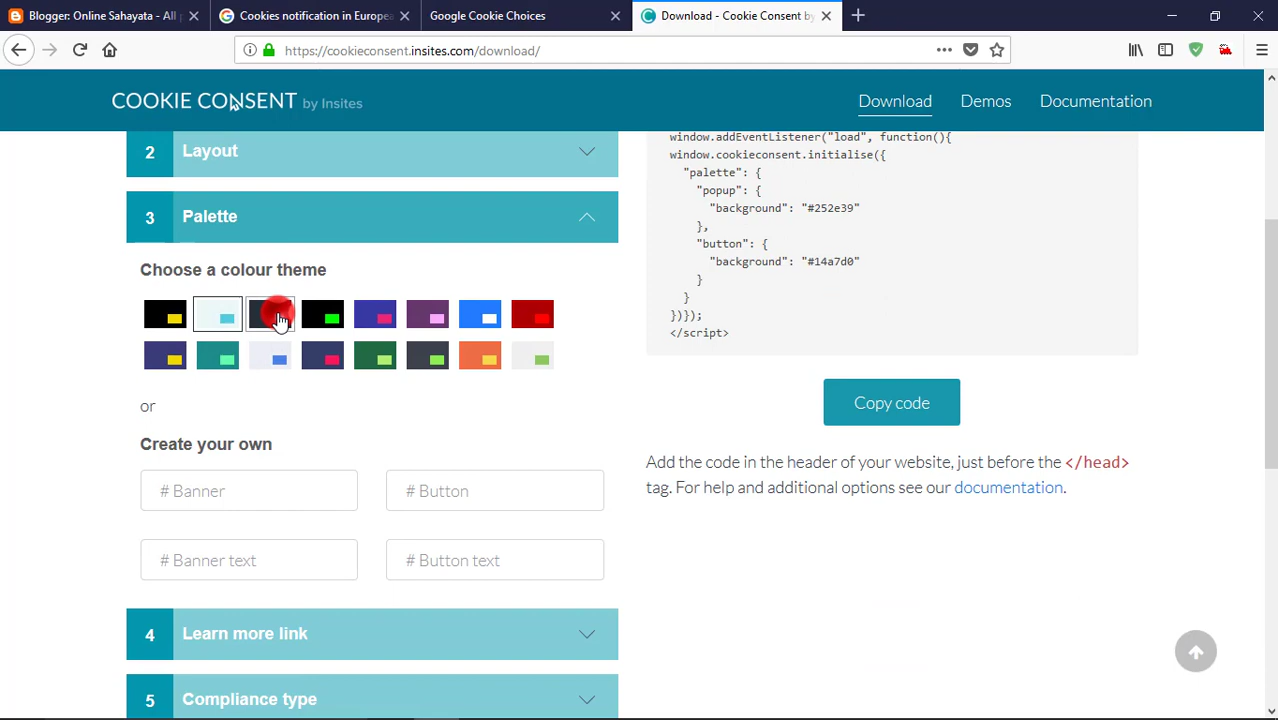 Blogger: Online Sahayata - All p
Cookies notification in Europea
Google Cookie Choices
Download - Cookie Consent by
https://cookieconsent.insites.com/download/
COOKIE CONSENT by Insites
Download
Demos
Documentation
2 Layout
3 Palette
Choose a colour theme
or
Create your own
# Banner
# Button
# Banner text
# Button text
4 Learn more link
5 Compliance type
window.addEventListener("load", function(){
window.cookieconsent.initialise({
"palette": {
"popup": {
"background": "#252e39"
},
"button": {
"background": "#14a7d0"
}
}
})});
</script>
Copy code
Add the code in the header of your website, just before the </head>
tag. For help and additional options see our documentation.